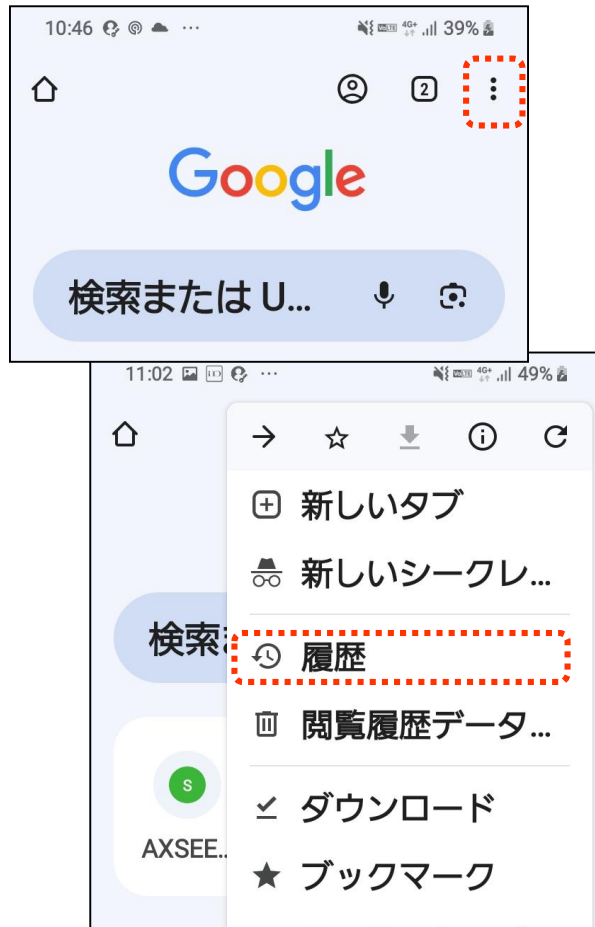 10:46 ... 4G+ 39%
2
Google
検索または U...
11:02 ... 4G+ 49%
新しいタブ
新しいシークレ...
検索
履歴
閲覧履歴データ...
S
ダウンロード
AXSEE..
ブックマーク